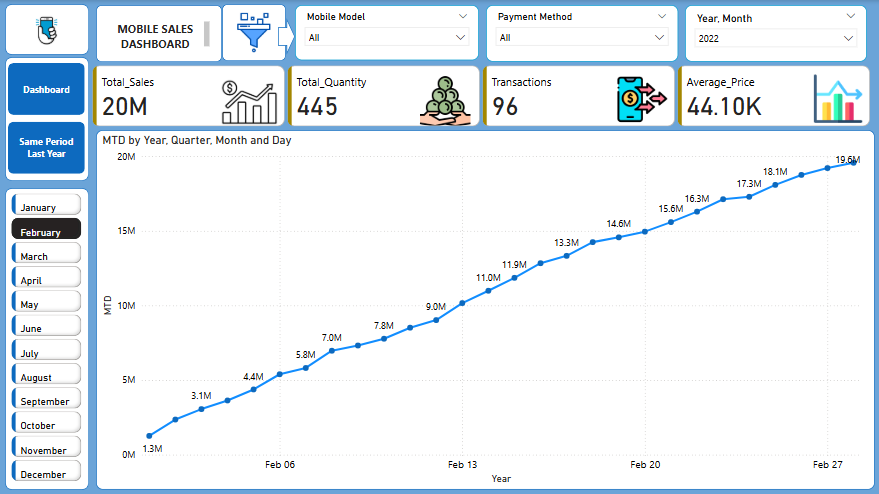 MOBILE SALES
DASHBOARD
Mobile Model
All
Payment Method
All
Year, Month
2022
Dashboard
Same Period
Last Year
Total_Sales
20M
Total_Quantity
445
Transactions
96
Average_Price
44.10K
January
February
March
April
May
June
July
August
September
October
November
December
MTD by Year, Quarter, Month and Day
MTD
20M
15M
10M
5M
0M
1.3M
3.1M
4.4M
5.8M
7.0M
7.8M
9.0M
11.0M
11.9M
13.3M
14.6M
15.6M
16.3M
17.3M
18.1M
19.6M
Feb 06
Feb 13
Feb 20
Feb 27
Year